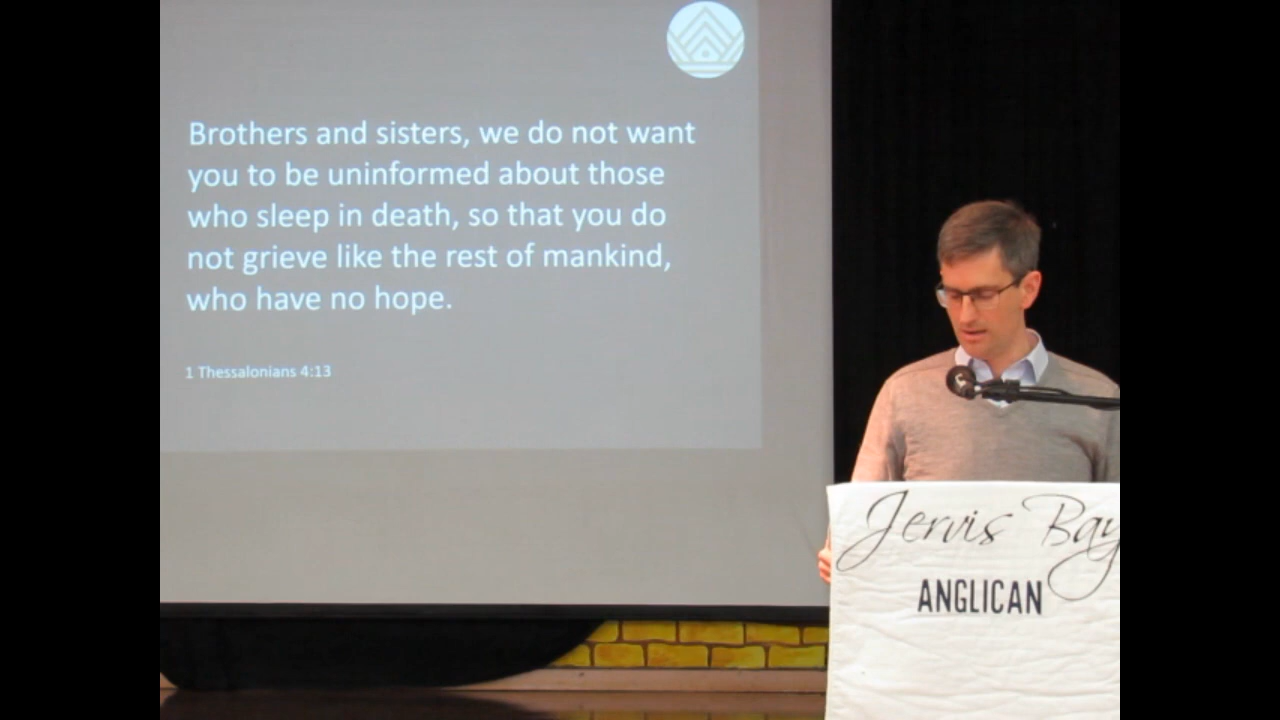 Brothers and sisters, we do not want
you to be uninformed about those
who sleep in death, so that you do
not grieve like the rest of mankind,
who have no hope.
1 Thessalonians 4:13
Jervis Bay
ANGLICAN